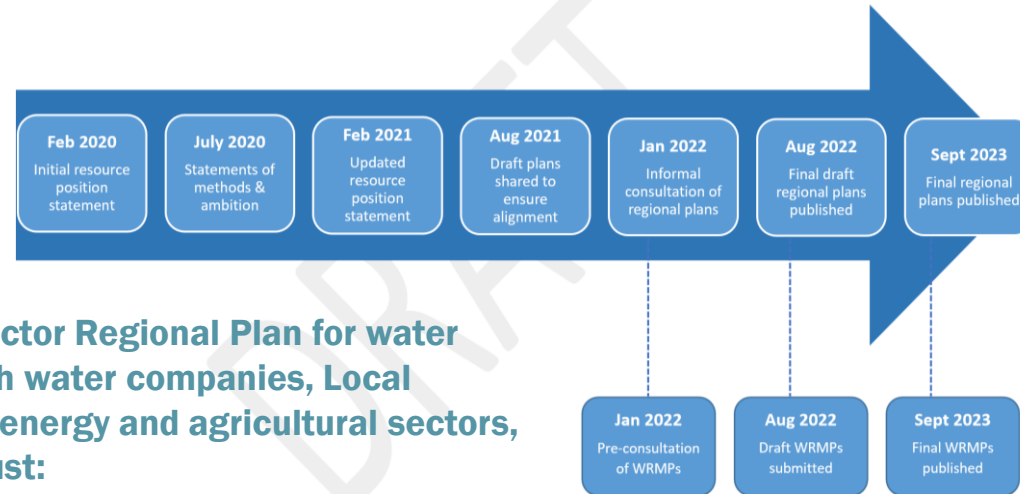 Feb 2020
Initial resource
position
statement
July 2020
Statements of
methods &
ambition
Feb 2021
Updated
resource
position
statement
Aug 2021
Draft plans
shared to
ensure
alignment
Jan 2022
Informal
consultation of
regional plans
Aug 2022
Final draft
regional plans
published
Sept 2023
Final regional
plans published
ctor Regional Plan for water
h water companies, Local
energy and agricultural sectors,
ust:
Jan 2022
Pre-consultation
of WRMPs
Aug 2022
Draft WRMPs
submitted
Sept 2023
Final WRMPs
published
DRAFT